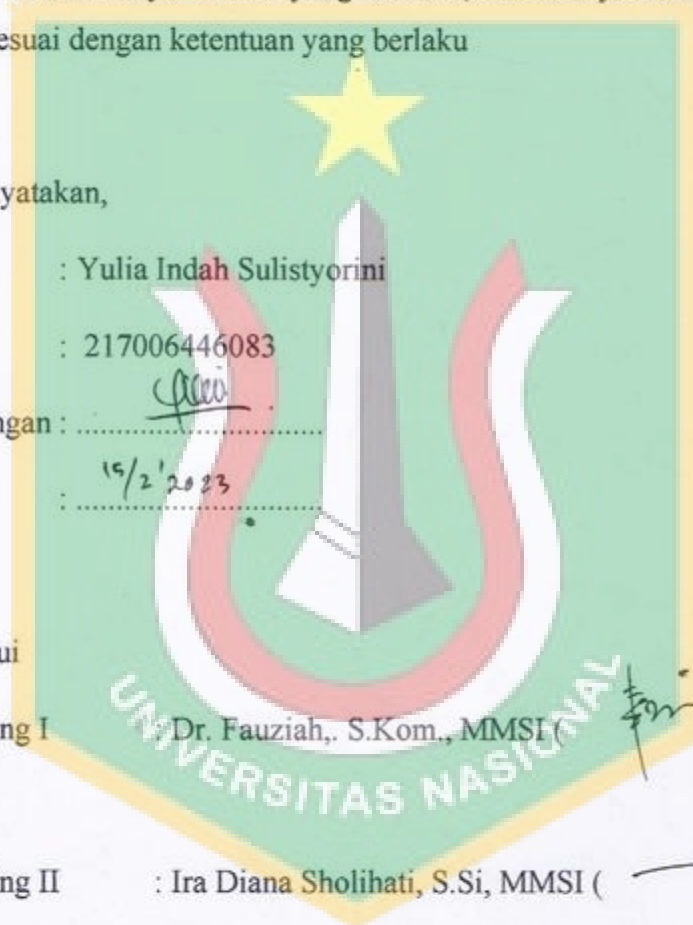 esuai dengan ketentuan yang berlaku
yatakan,
: Yulia Indah Sulistyorini
: 217006446083
ngan : ..............................
15/2'2023
: ..............................
ui
ng I : Dr. Fauziah,. S.Kom., MMSI (
UNIVERSITAS NASIONAL
ng II : Ira Diana Sholihati, S.Si, MMSI (